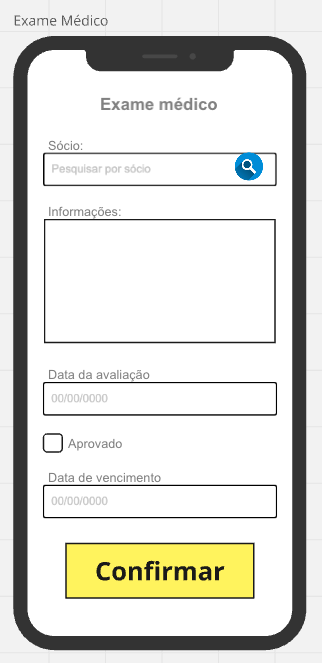 Exame Médico
Exame médico
Sócio:
Pesquisar por sócio
Informações:
Data da avaliação
00/00/0000
Aprovado
Data de vencimento
00/00/0000
Confirmar